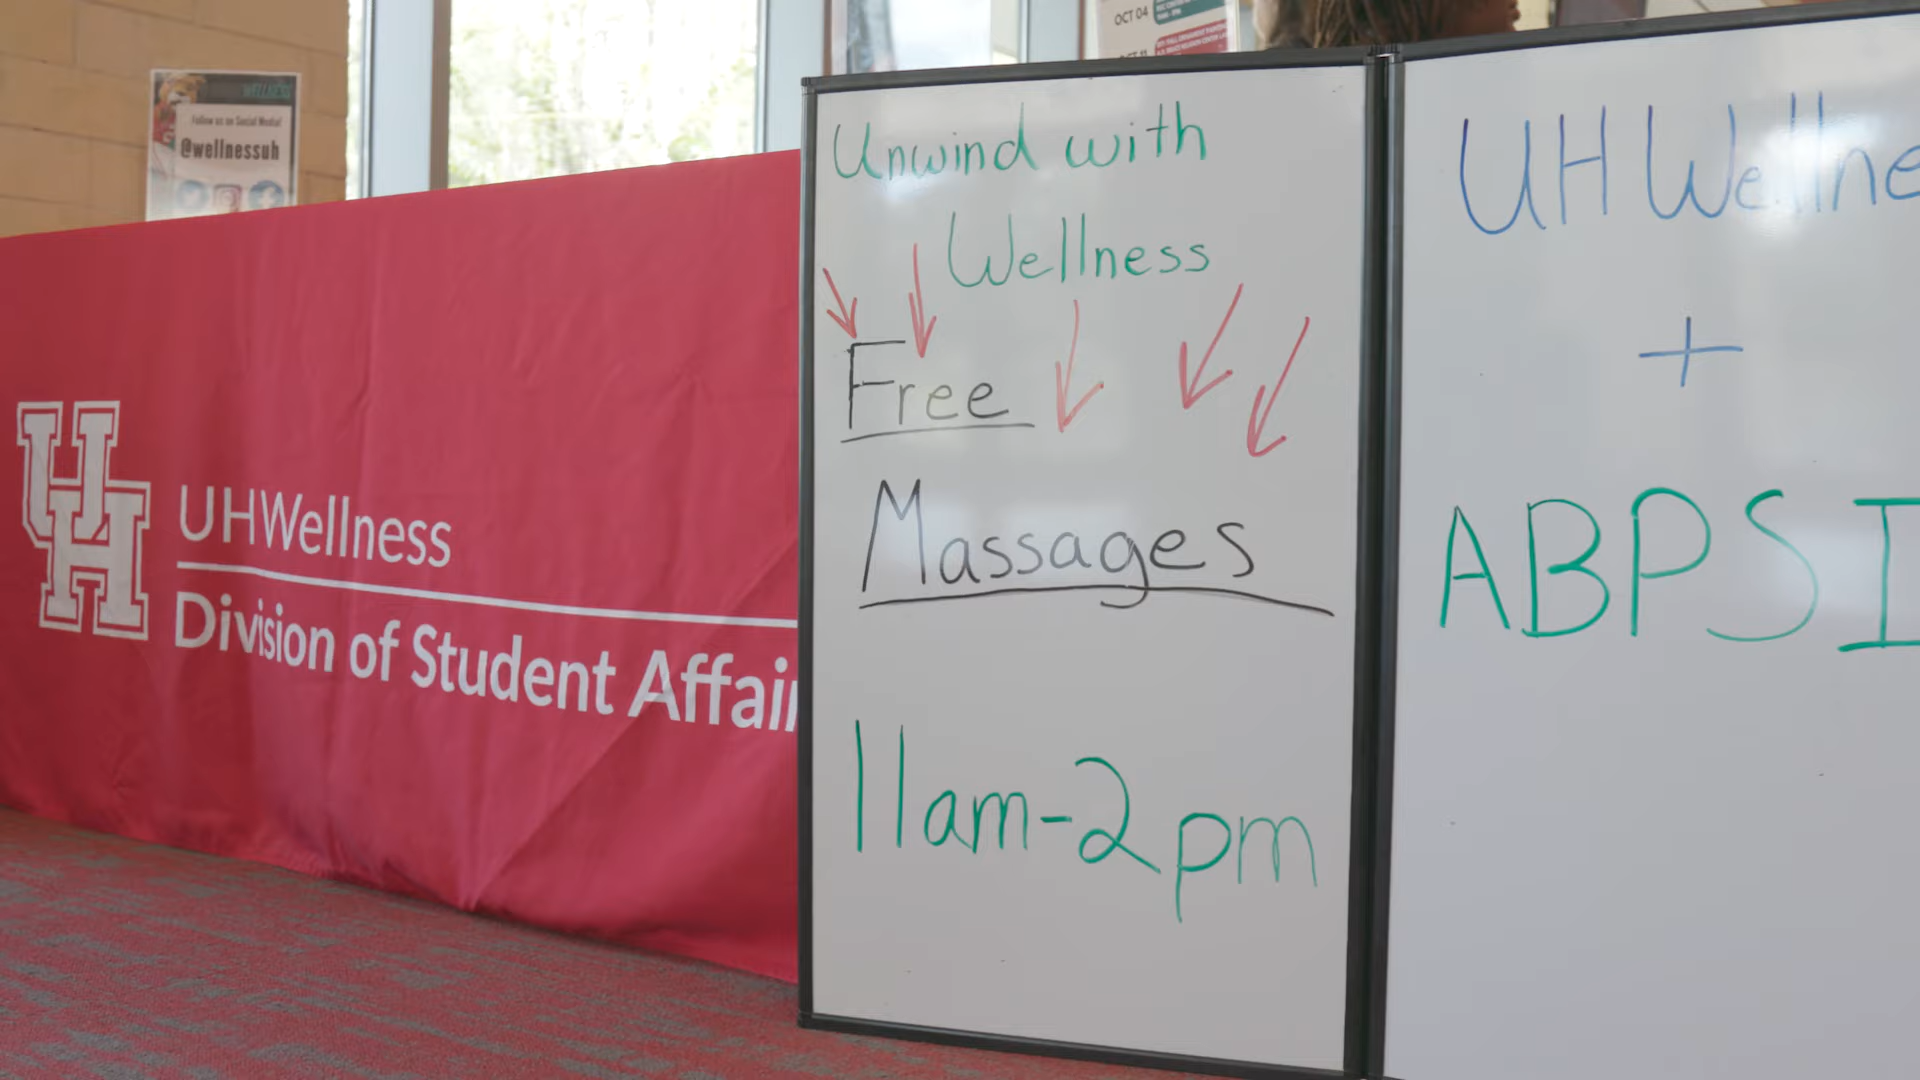 OCT 04
Follow us on Social Media!
@wellnessuh
UH
UHWellness
Division of Student Affai
Unwind with
Wellness
Free
Massages
11am-2pm
UH Wellne
+
ABPSI